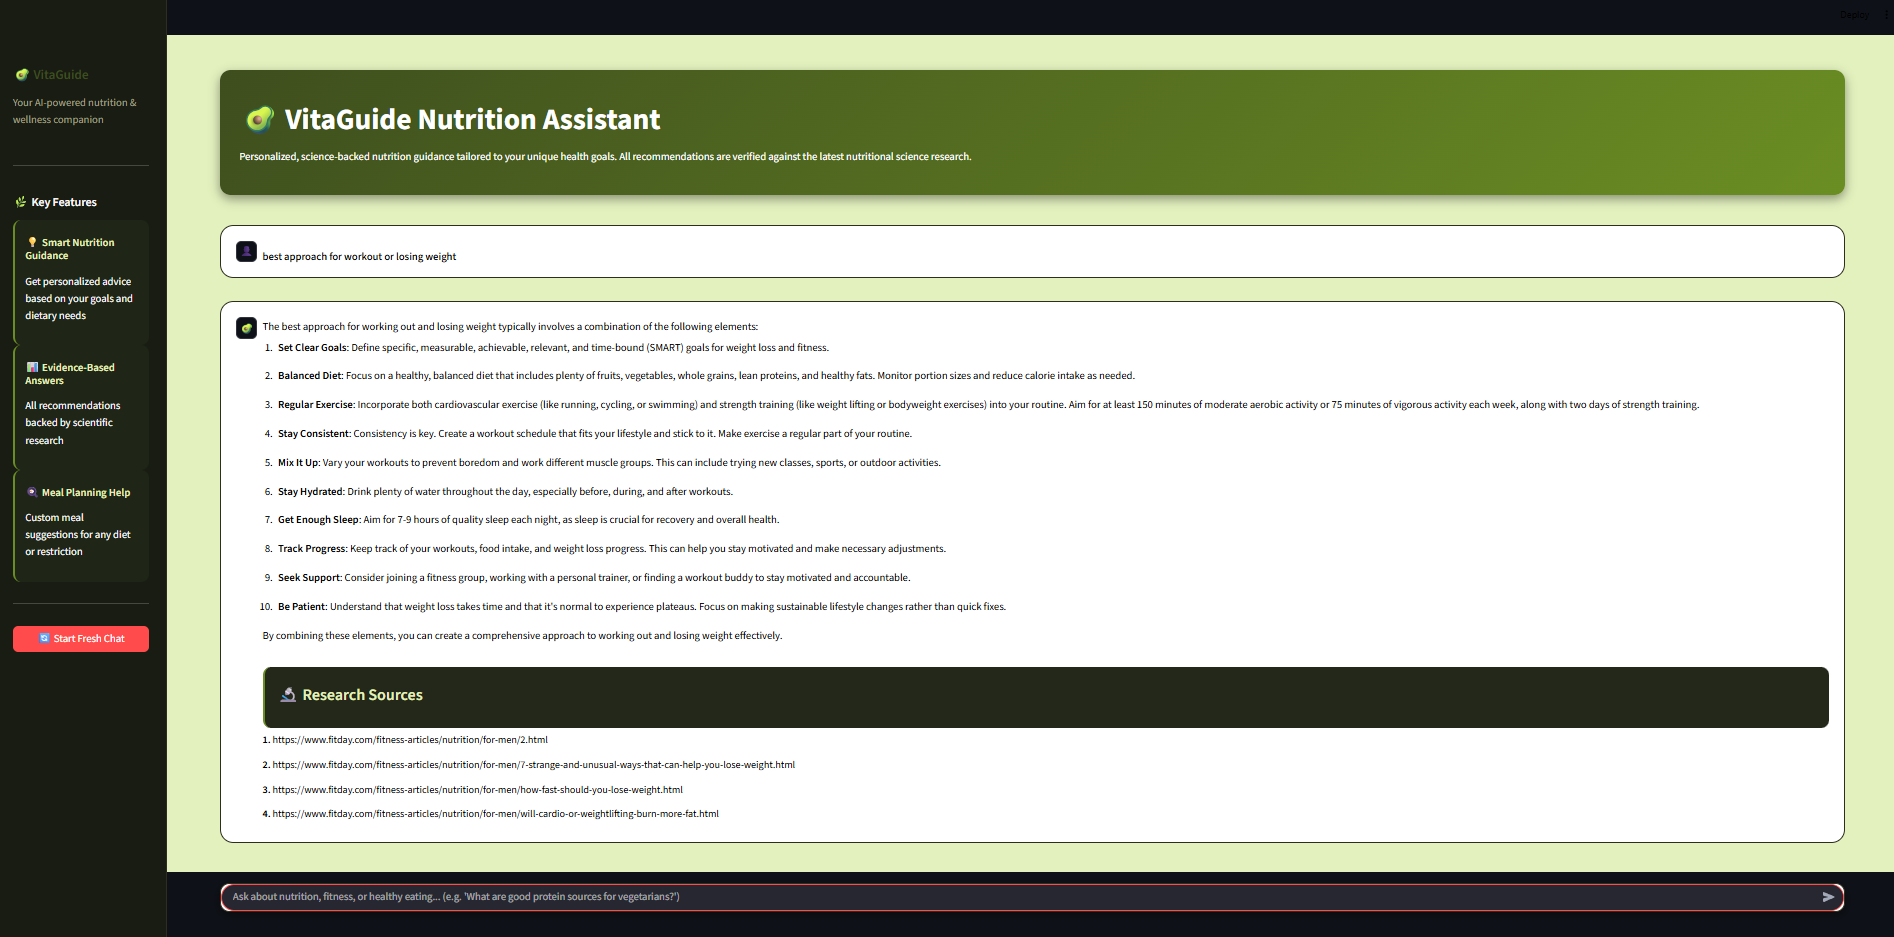 Deploy
VitaGuide
Your AI-powered nutrition &
wellness companion
Key Features
Smart Nutrition
Guidance
Get personalized advice
based on your goals and
dietary needs
Evidence-Based
Answers
All recommendations
backed by scientific
research
Meal Planning Help
Custom meal
suggestions for any diet
or restriction
Start Fresh Chat
VitaGuide Nutrition Assistant
Personalized, science-backed nutrition guidance tailored to your unique health goals. All recommendations are verified against the latest nutritional science research.
best approach for workout or losing weight
The best approach for working out and losing weight typically involves a combination of the following elements:
1. Set Clear Goals: Define specific, measurable, achievable, relevant, and time-bound (SMART) goals for weight loss and fitness.
2. Balanced Diet: Focus on a healthy, balanced diet that includes plenty of fruits, vegetables, whole grains, lean proteins, and healthy fats. Monitor portion sizes and reduce calorie intake as needed.
3. Regular Exercise: Incorporate both cardiovascular exercise (like running, cycling, or swimming) and strength training (like weight lifting or bodyweight exercises) into your routine. Aim for at least 150 minutes of moderate aerobic activity or 75 minutes of vigorous activity each week, along with two days of strength training.
4. Stay Consistent: Consistency is key. Create a workout schedule that fits your lifestyle and stick to it. Make exercise a regular part of your routine.
5. Mix It Up: Vary your workouts to prevent boredom and work different muscle groups. This can include trying new classes, sports, or outdoor activities.
6. Stay Hydrated: Drink plenty of water throughout the day, especially before, during, and after workouts.
7. Get Enough Sleep: Aim for 7-9 hours of quality sleep each night, as sleep is crucial for recovery and overall health.
8. Track Progress: Keep track of your workouts, food intake, and weight loss progress. This can help you stay motivated and make necessary adjustments.
9. Seek Support: Consider joining a fitness group, working with a personal trainer, or finding a workout buddy to stay motivated and accountable.
10. Be Patient: Understand that weight loss takes time and that it's normal to experience plateaus. Focus on making sustainable lifestyle changes rather than quick fixes.
By combining these elements, you can create a comprehensive approach to working out and losing weight effectively.
Research Sources
1. https://www.fitday.com/fitness-articles/nutrition/for-men/2.html
2. https://www.fitday.com/fitness-articles/nutrition/for-men/7-strange-and-unusual-ways-that-can-help-you-lose-weight.html
3. https://www.fitday.com/fitness-articles/nutrition/for-men/how-fast-should-you-lose-weight.html
4. https://www.fitday.com/fitness-articles/nutrition/for-men/will-cardio-or-weightlifting-burn-more-fat.html
Ask about nutrition, fitness, or healthy eating... (e.g. 'What are good protein sources for vegetarians?')